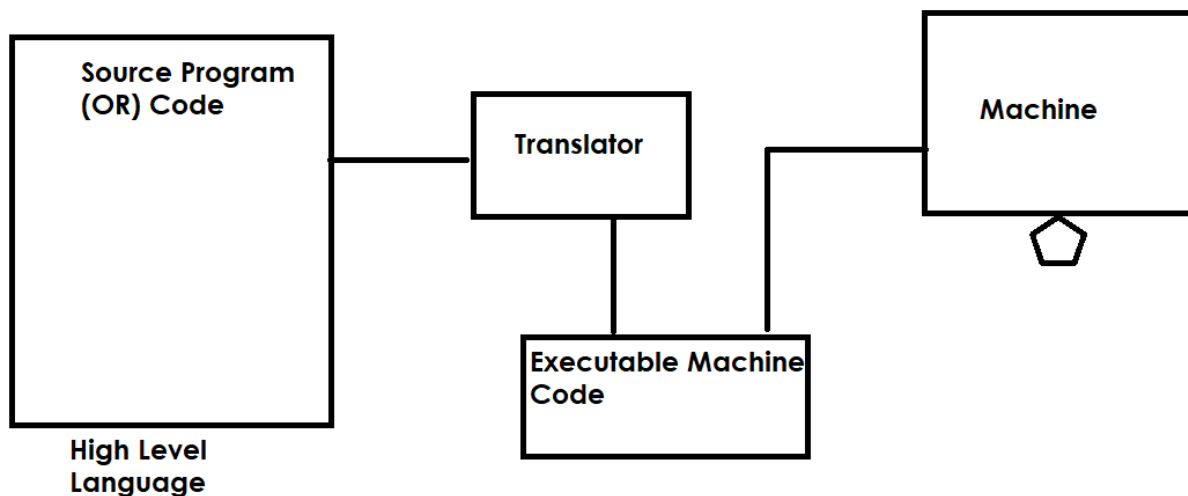 Source Program
(OR) Code
Translator
Machine
Executable Machine
Code
High Level
Language